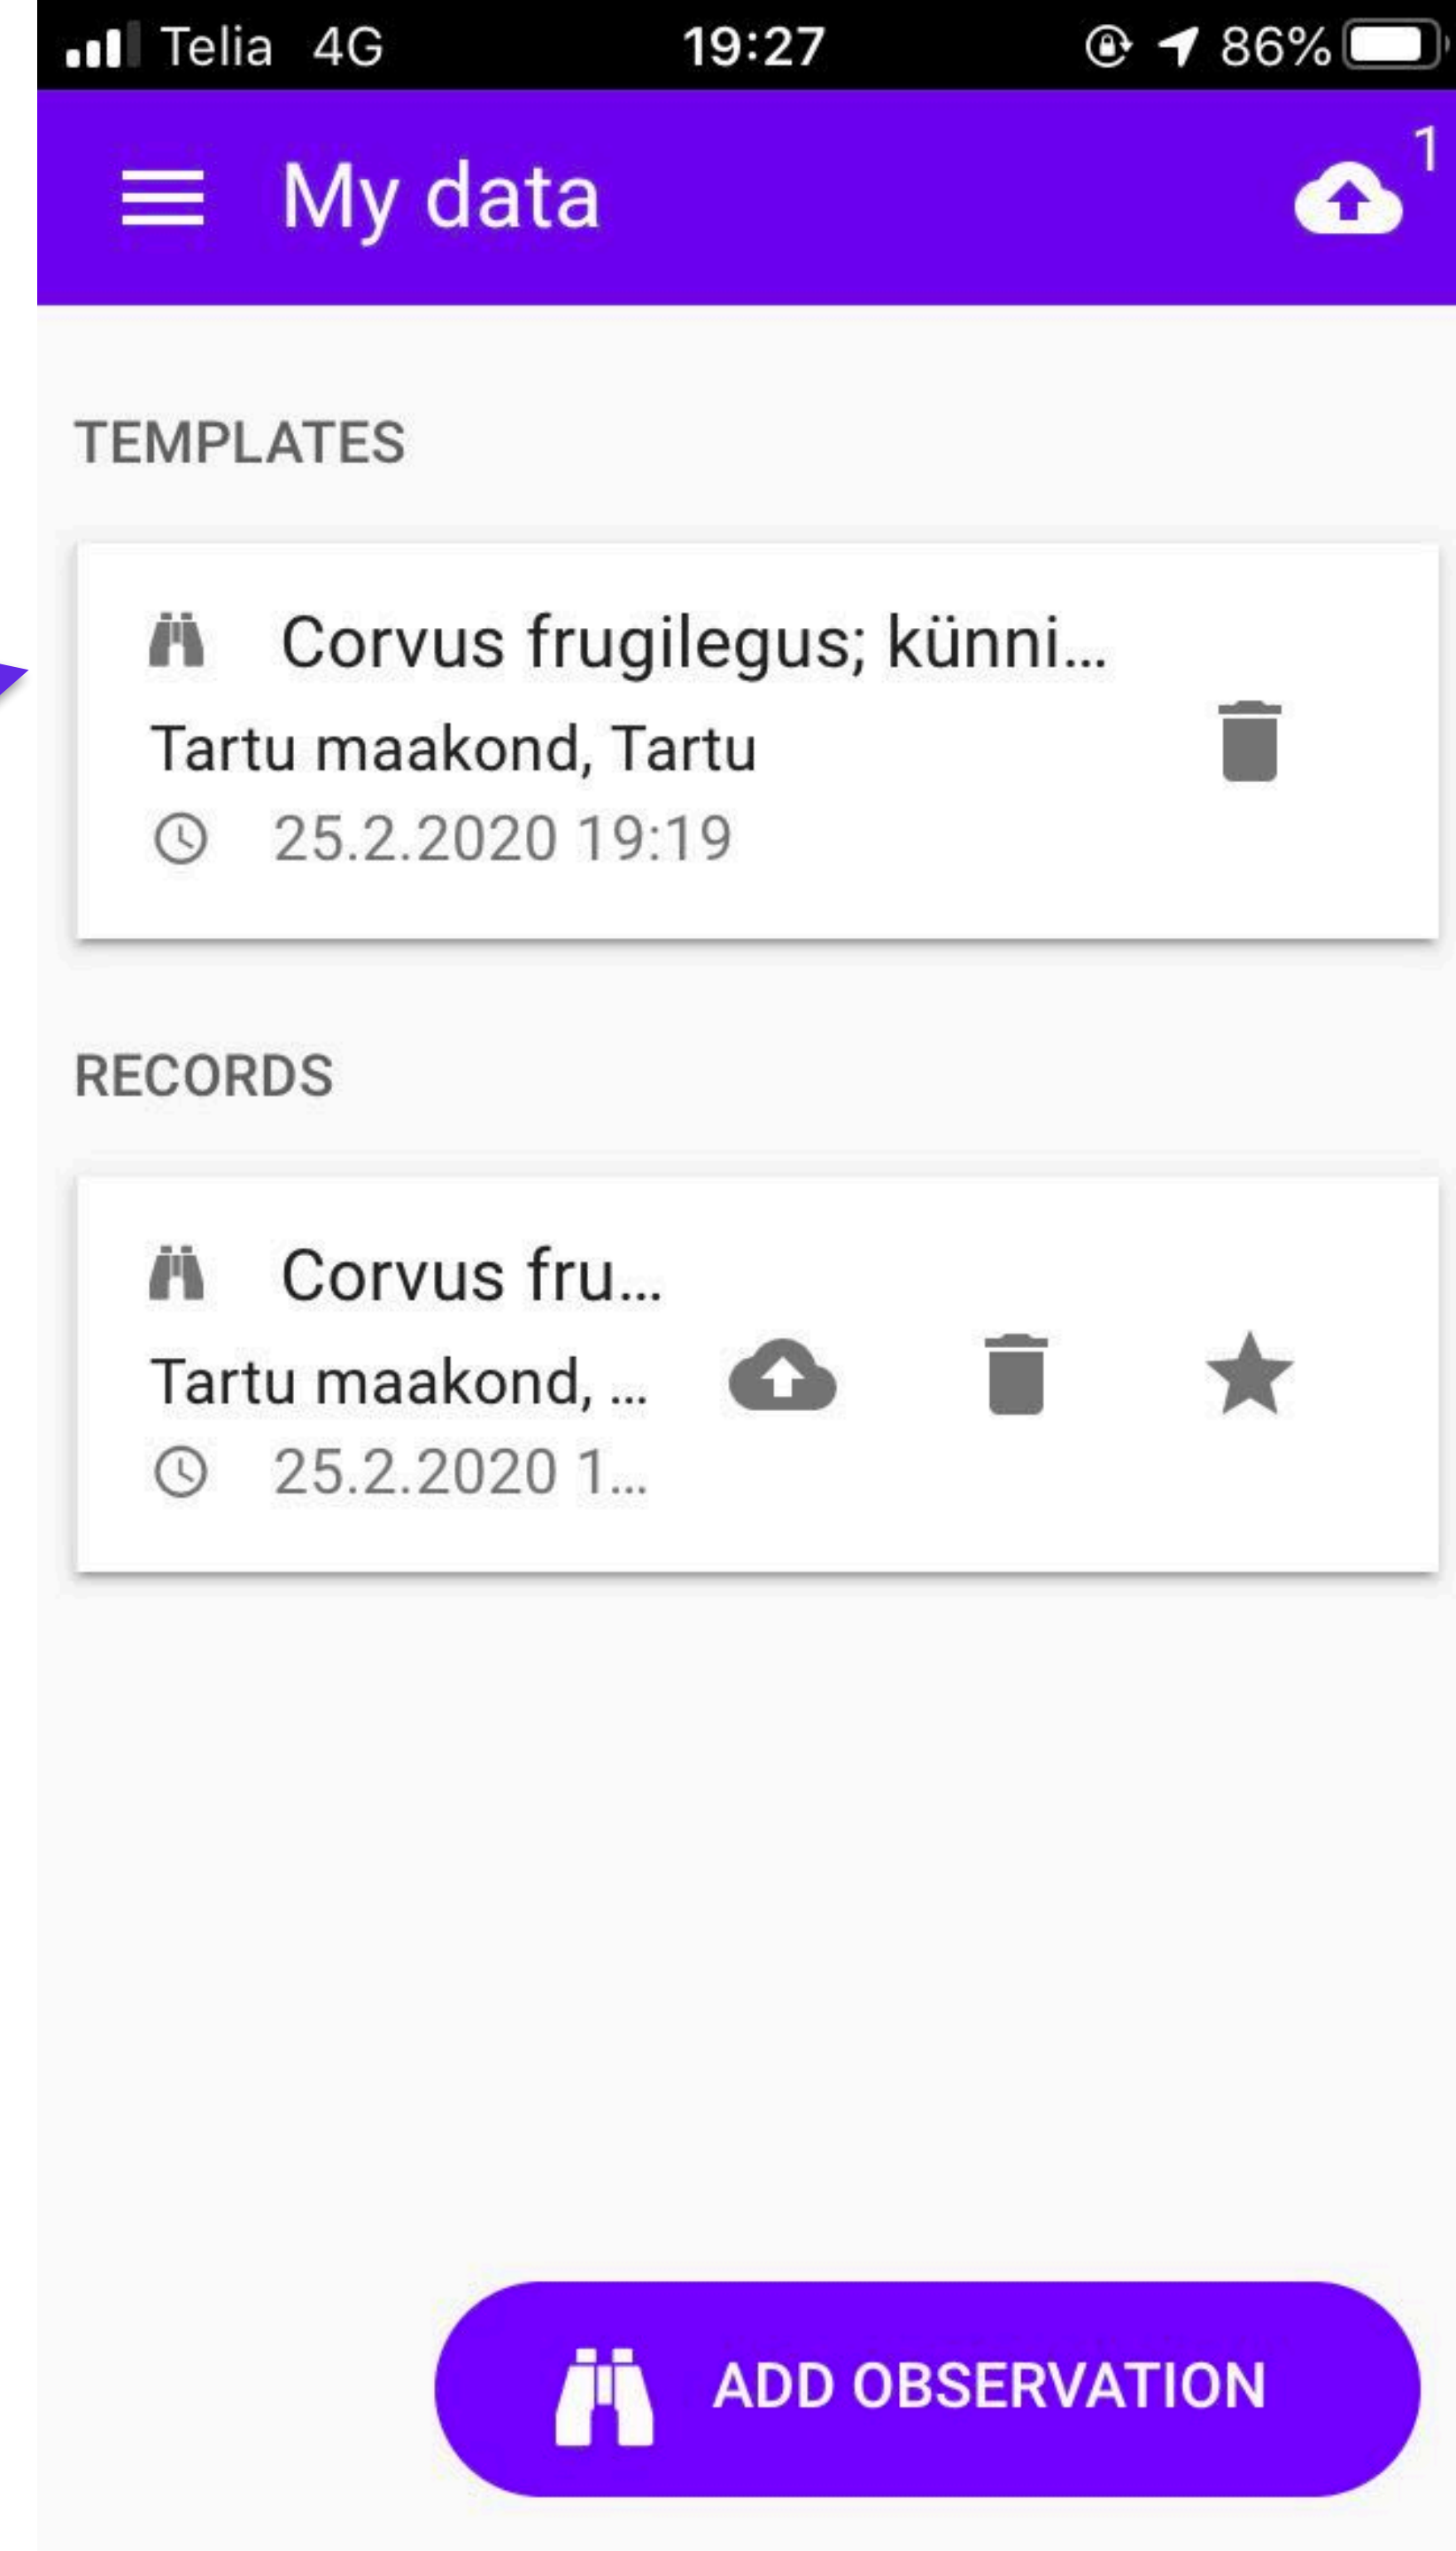 Telia 4G 19:27 86%
My data 1
TEMPLATES
Corvus frugilegus; künni...
Tartu maakond, Tartu
25.2.2020 19:19
RECORDS
Corvus fru...
Tartu maakond, ...
25.2.2020 1...
ADD OBSERVATION